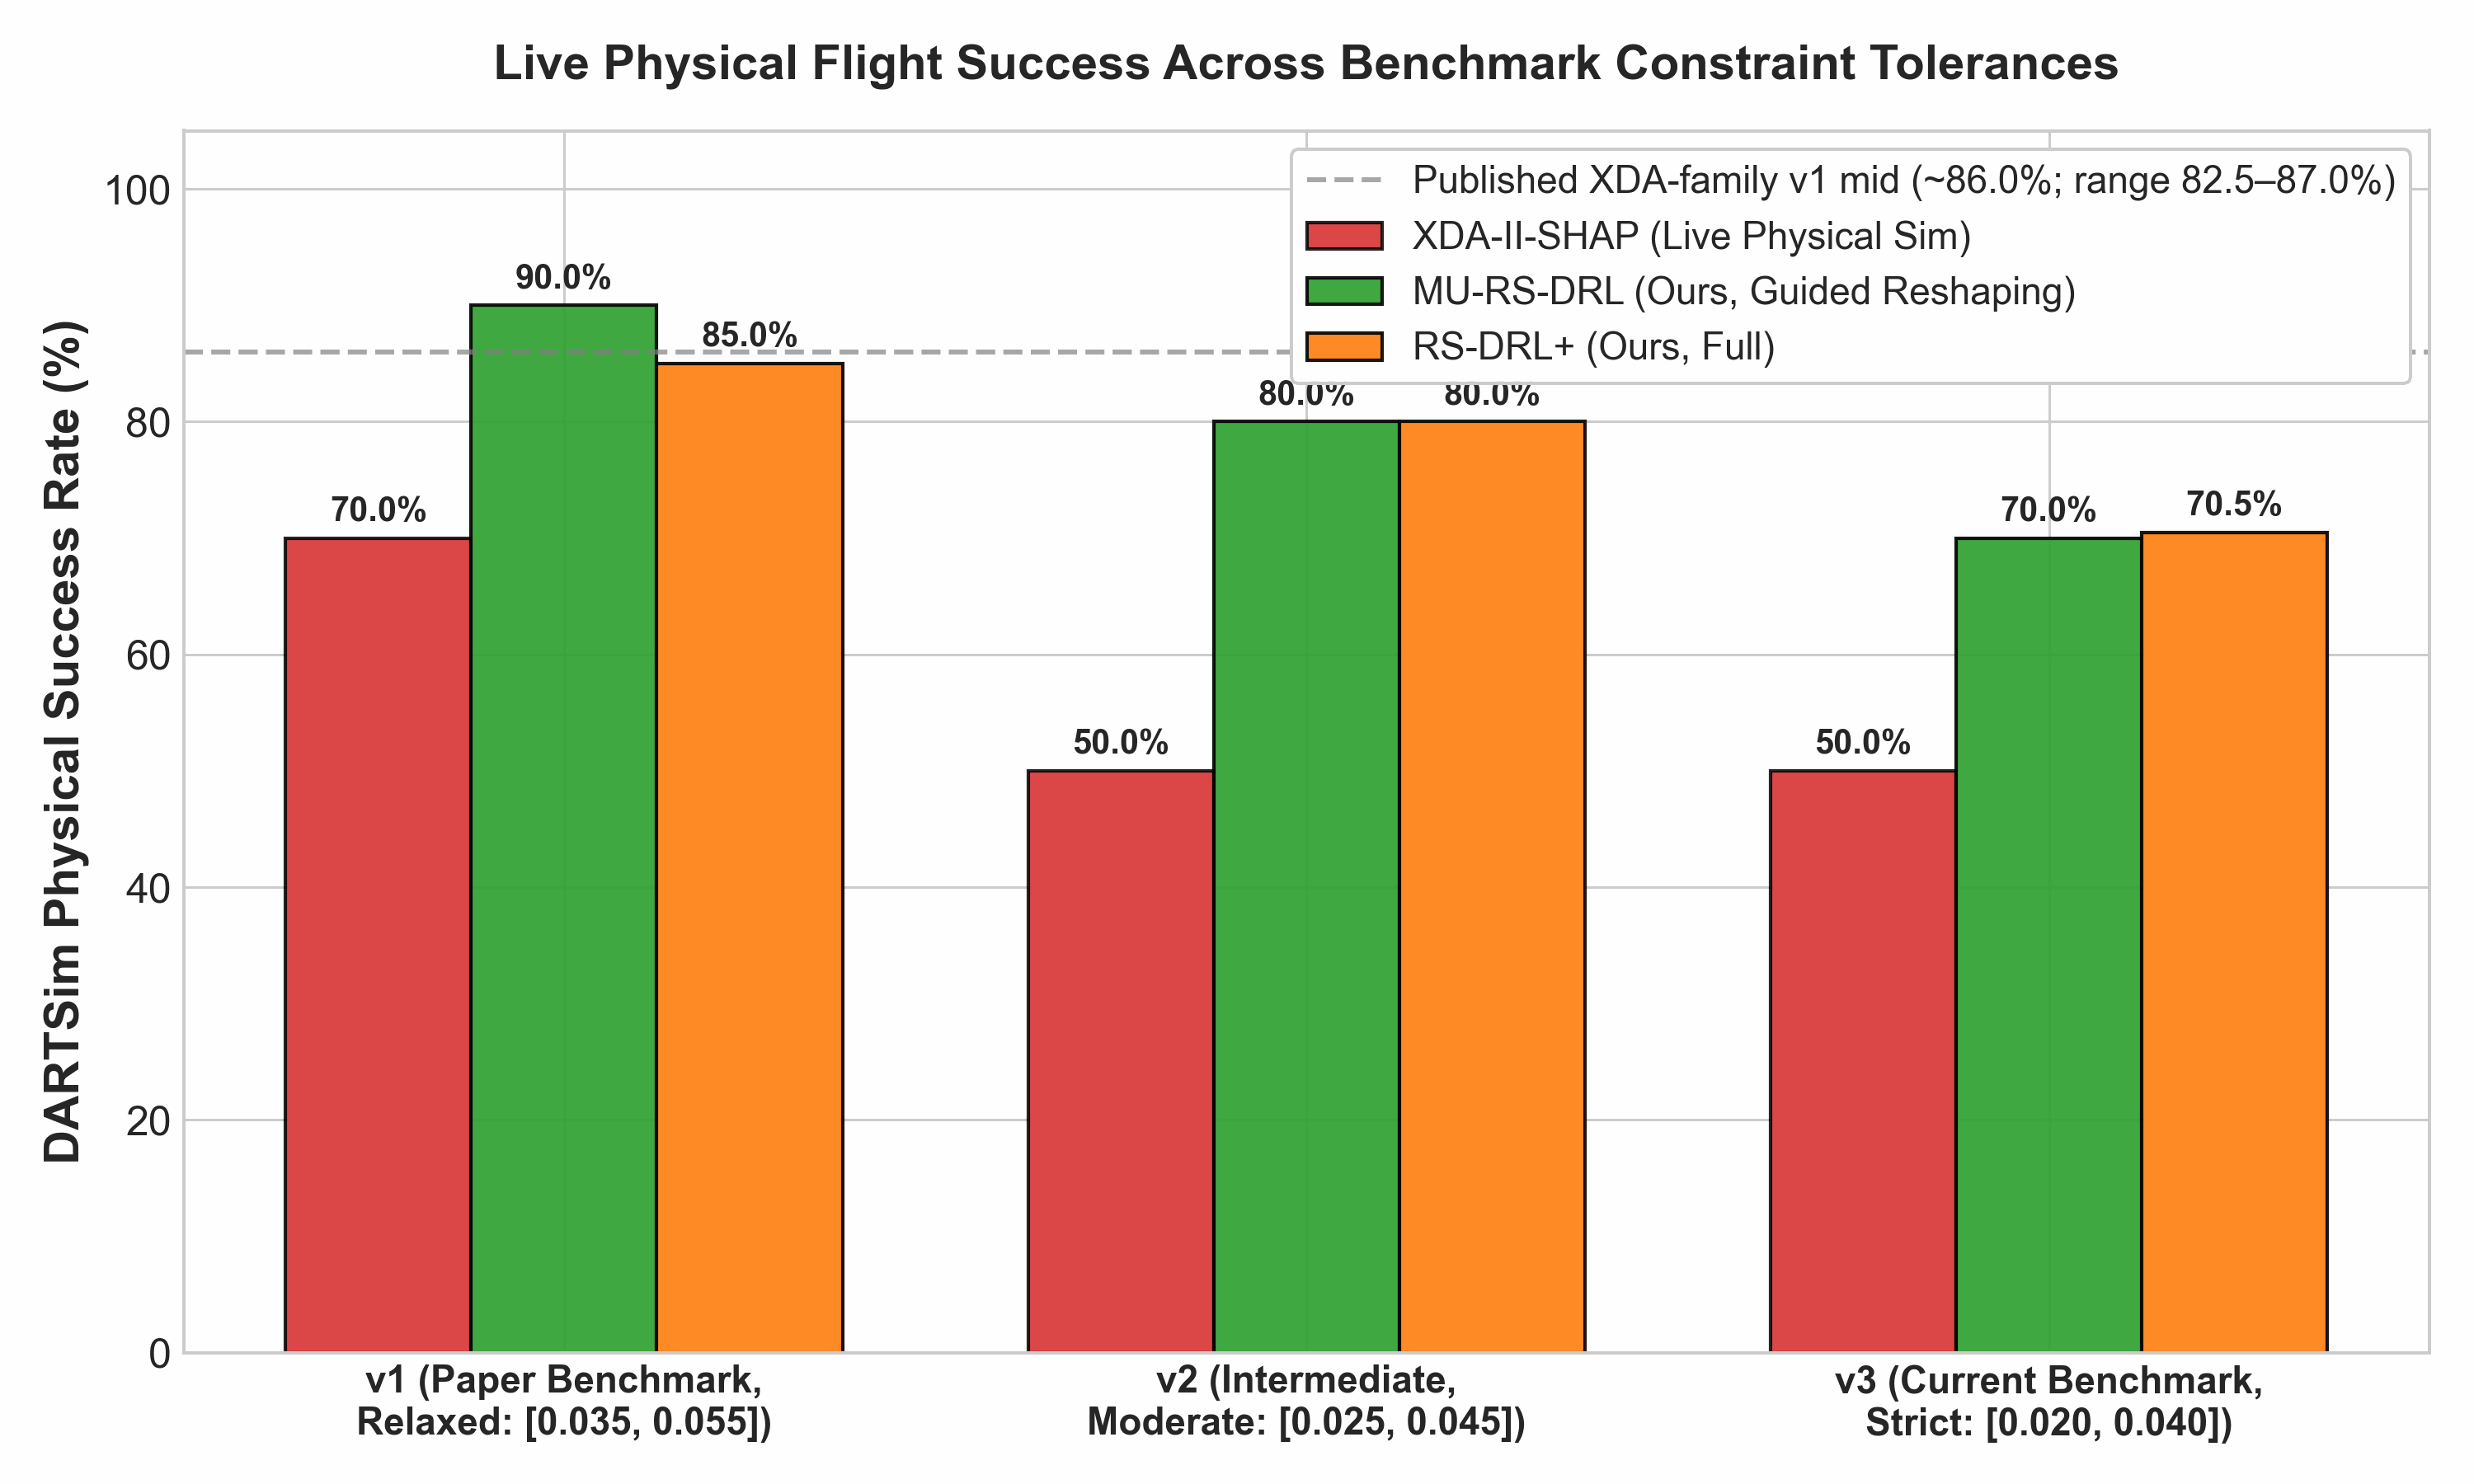 Live Physical Flight Success Across Benchmark Constraint Tolerances
DARTSim Physical Success Rate (%)
100
80
60
40
20
0
Published XDA-family v1 mid (~86.0%; range 82.5–87.0%)
XDA-II-SHAP (Live Physical Sim)
MU-RS-DRL (Ours, Guided Reshaping)
RS-DRL+ (Ours, Full)
70.0%
90.0%
85.0%
50.0%
80.0%
80.0%
50.0%
70.0%
70.5%
v1 (Paper Benchmark,
Relaxed: [0.035, 0.055])
v2 (Intermediate,
Moderate: [0.025, 0.045])
v3 (Current Benchmark,
Strict: [0.020, 0.040])